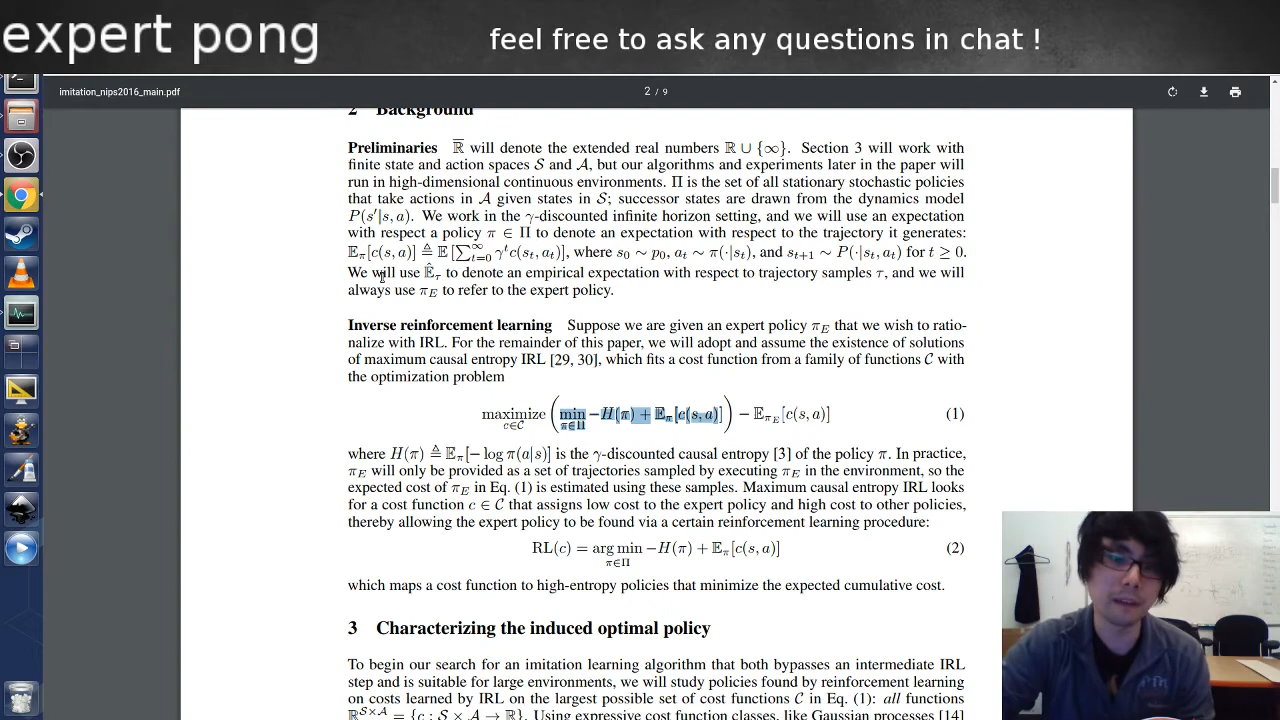 expert pong
feel free to ask any questions in chat !
imitation_nips2016_main.pdf
2 / 9
2 Background
Preliminaries R̅ will denote the extended real numbers ℝ ∪ {∞}. Section 3 will work with
finite state and action spaces 𝒮 and 𝒜, but our algorithms and experiments later in the paper will
run in high-dimensional continuous environments. Π is the set of all stationary stochastic policies
that take actions in 𝒜 given states in 𝒮; successor states are drawn from the dynamics model
P(s′|s, a). We work in the γ-discounted infinite horizon setting, and we will use an expectation
with respect a policy π ∈ Π to denote an expectation with respect to the trajectory it generates:
𝔼π[c(s, a)] ≜ 𝔼[∑∞t=0 γ^t c(st, at)], where s0 ∼ p0, at ∼ π(·|st), and st+1 ∼ P(·|st, at) for t ≥ 0.
We will use 𝔼̂τ to denote an empirical expectation with respect to trajectory samples τ, and we will
always use πE to refer to the expert policy.
Inverse reinforcement learning Suppose we are given an expert policy πE that we wish to ratio-
nalize with IRL. For the remainder of this paper, we will adopt and assume the existence of solutions
of maximum causal entropy IRL [29, 30], which fits a cost function from a family of functions 𝒞 with
the optimization problem
maximize c∈𝒞 ( min π∈Π −H(π) + 𝔼π[c(s, a)] ) − 𝔼πE[c(s, a)] (1)
where H(π) ≜ 𝔼π[− log π(a|s)] is the γ-discounted causal entropy [3] of the policy π. In practice,
πE will only be provided as a set of trajectories sampled by executing πE in the environment, so the
expected cost of πE in Eq. (1) is estimated using these samples. Maximum causal entropy IRL looks
for a cost function c ∈ 𝒞 that assigns low cost to the expert policy and high cost to other policies,
thereby allowing the expert policy to be found via a certain reinforcement learning procedure:
RL(c) = arg min π∈Π −H(π) + 𝔼π[c(s, a)] (2)
which maps a cost function to high-entropy policies that minimize the expected cumulative cost.
3 Characterizing the induced optimal policy
To begin our search for an imitation learning algorithm that both bypasses an intermediate IRL
step and is suitable for large environments, we will study policies found by reinforcement learning
on costs learned by IRL on the largest possible set of cost functions 𝒞 in Eq. (1): all functions
ℝ^𝒮×𝒜 = {c : 𝒮 × 𝒜 → ℝ}. Using expressive cost function classes, like Gaussian processes [14]